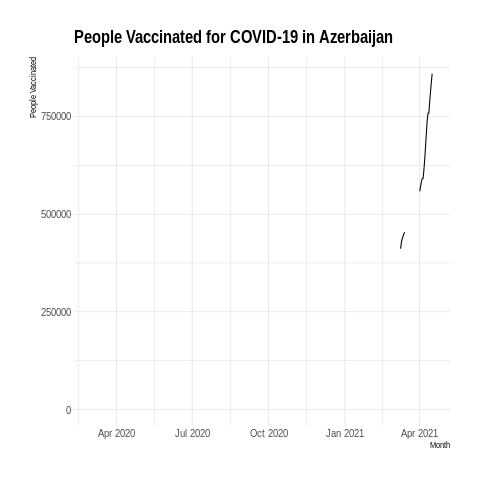 People Vaccinated for COVID-19 in Azerbaijan
People Vaccinated
750000
500000
250000
0
Apr 2020 Jul 2020 Oct 2020 Jan 2021 Apr 2021
Month